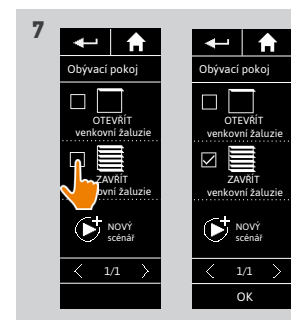 7
Obývací pokoj
OTEVŘÍT
venkovní žaluzie
ZAVŘÍT
ovní žaluzie
NOVÝ
scénář
1/1
Obývací pokoj
OTEVŘÍT
venkovní žaluzie
ZAVŘÍT
venkovní žaluzie
NOVÝ
scénář
1/1
OK